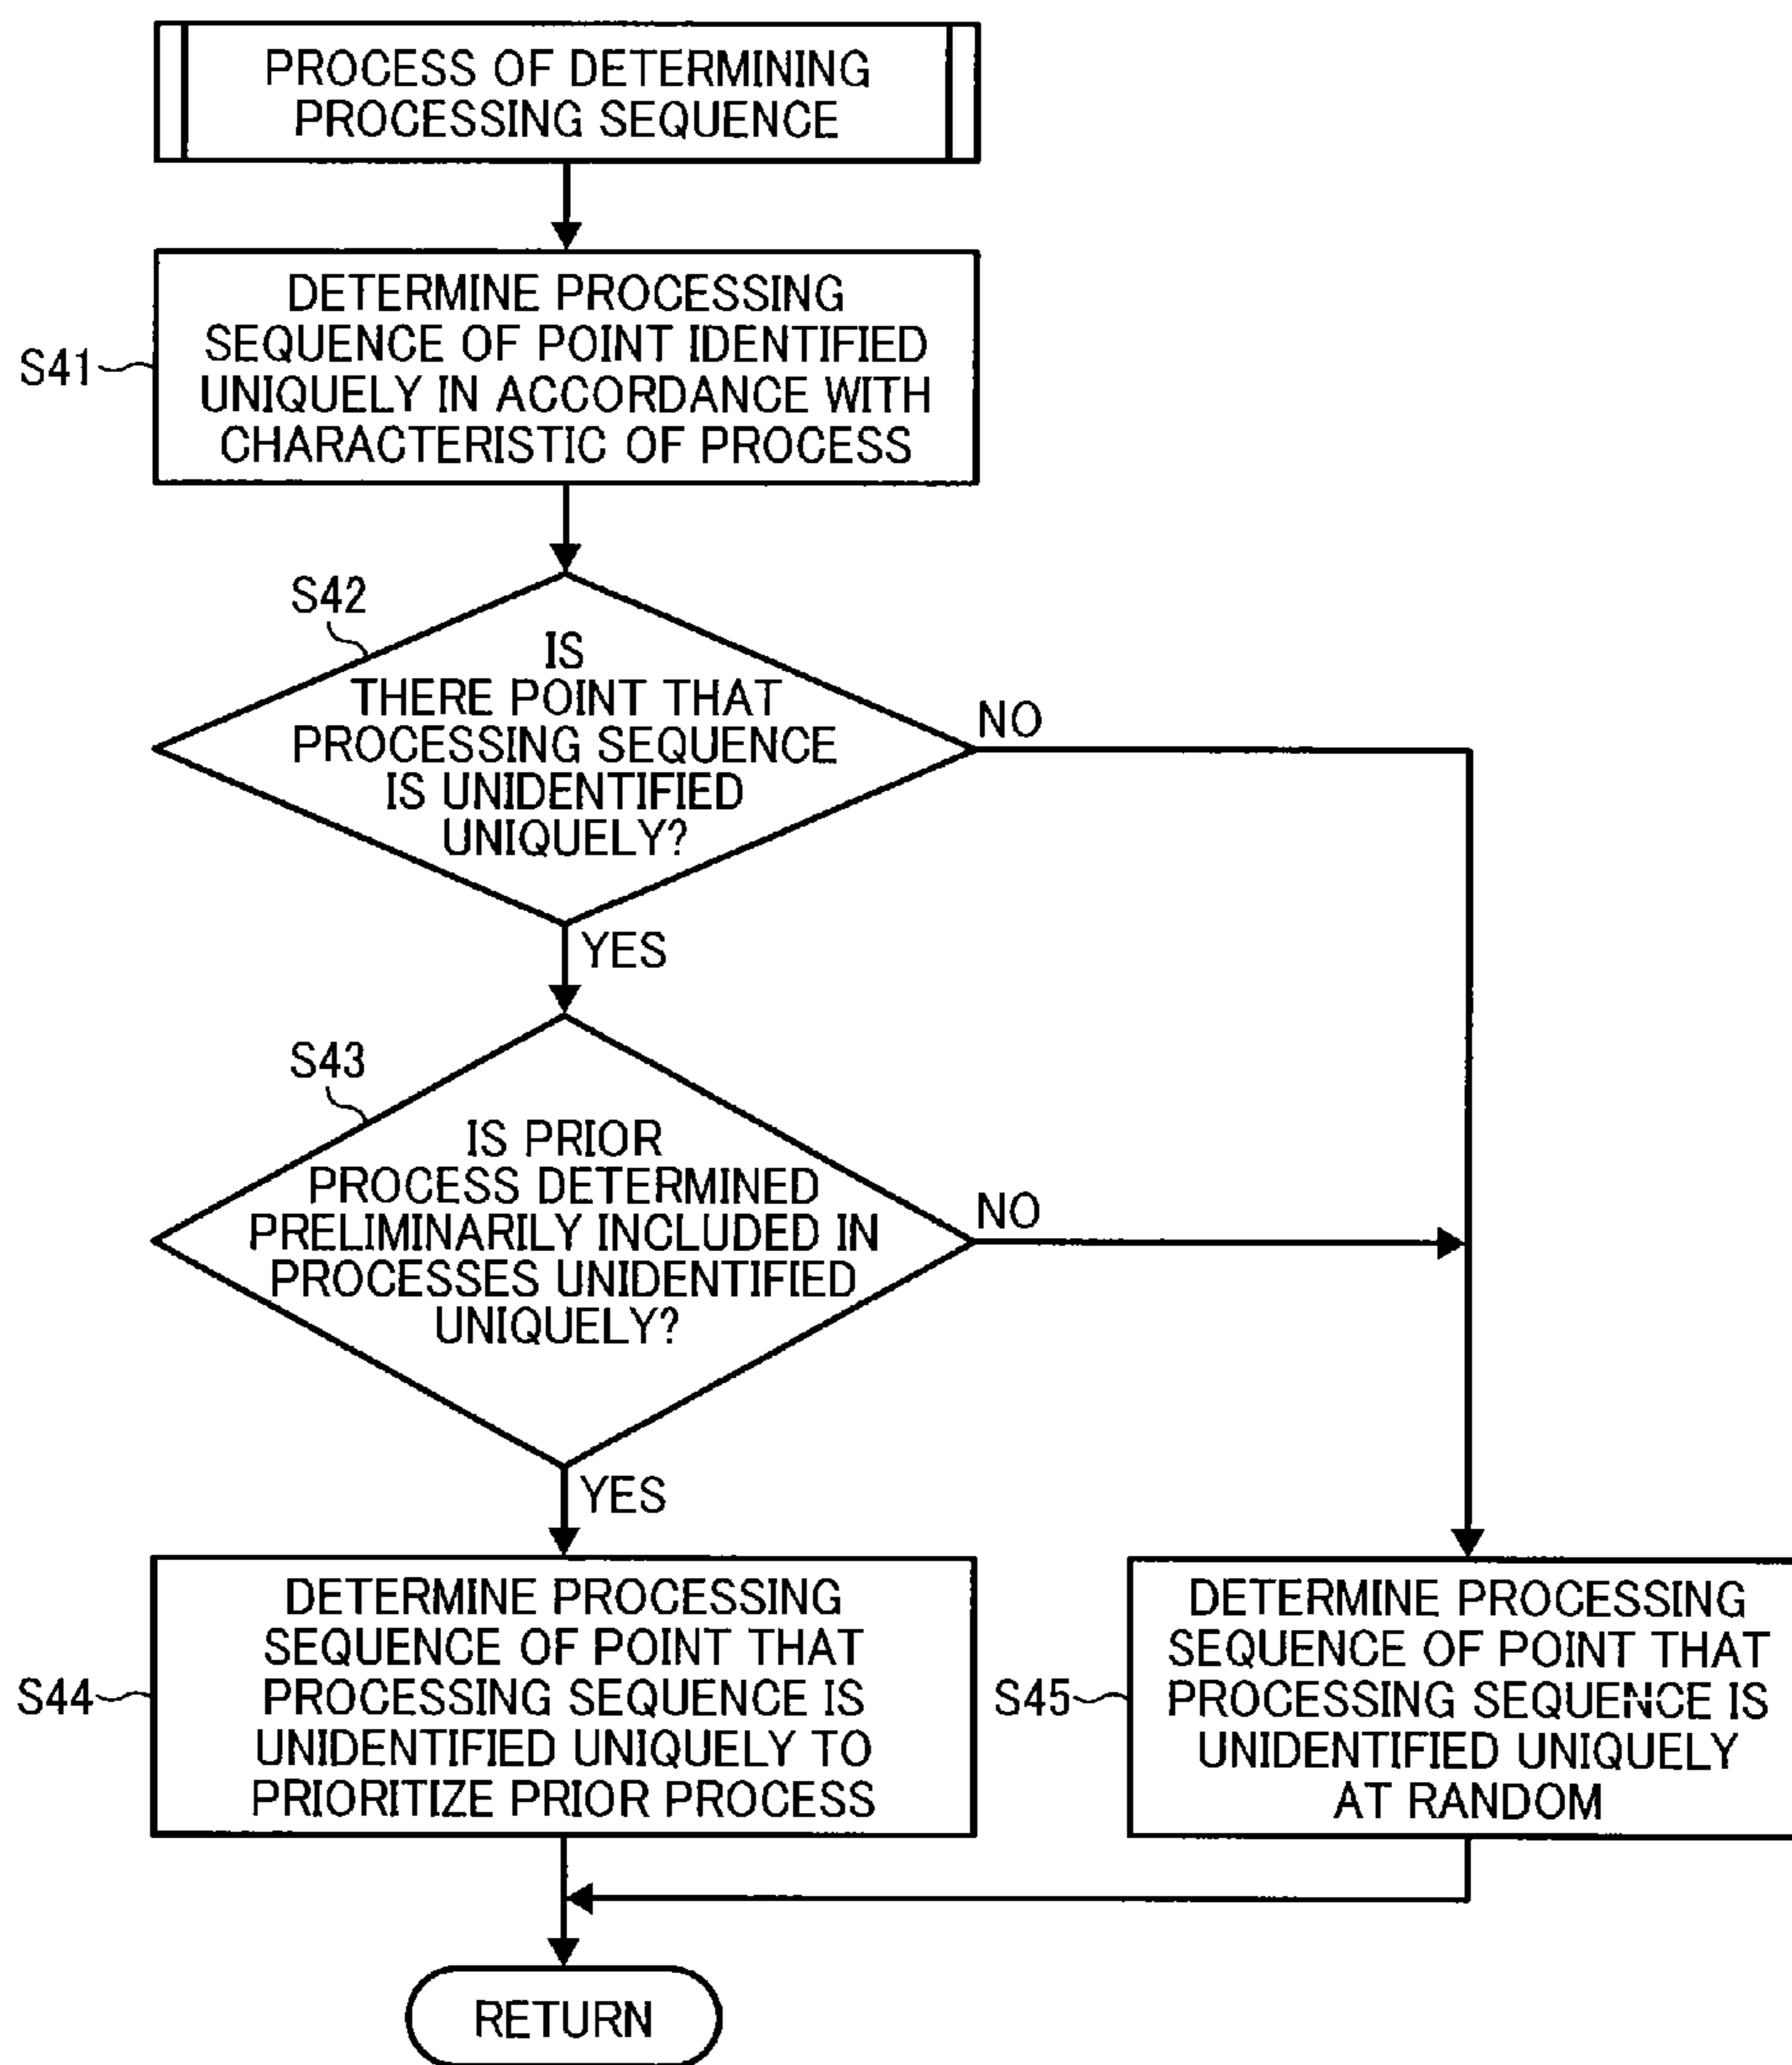 PROCESS OF DETERMINING
PROCESSING SEQUENCE
S41
DETERMINE PROCESSING
SEQUENCE OF POINT IDENTIFIED
UNIQUELY IN ACCORDANCE WITH
CHARACTERISTIC OF PROCESS
S42
IS
THERE POINT THAT
PROCESSING SEQUENCE
IS UNIDENTIFIED
UNIQUELY?
NO
YES
S43
IS PRIOR
PROCESS DETERMINED
PRELIMINARILY INCLUDED IN
PROCESSES UNIDENTIFIED
UNIQUELY?
NO
YES
S44
DETERMINE PROCESSING
SEQUENCE OF POINT THAT
PROCESSING SEQUENCE IS
UNIDENTIFIED UNIQUELY TO
PRIORITIZE PRIOR PROCESS
S45
DETERMINE PROCESSING
SEQUENCE OF POINT THAT
PROCESSING SEQUENCE IS
UNIDENTIFIED UNIQUELY
AT RANDOM
RETURN